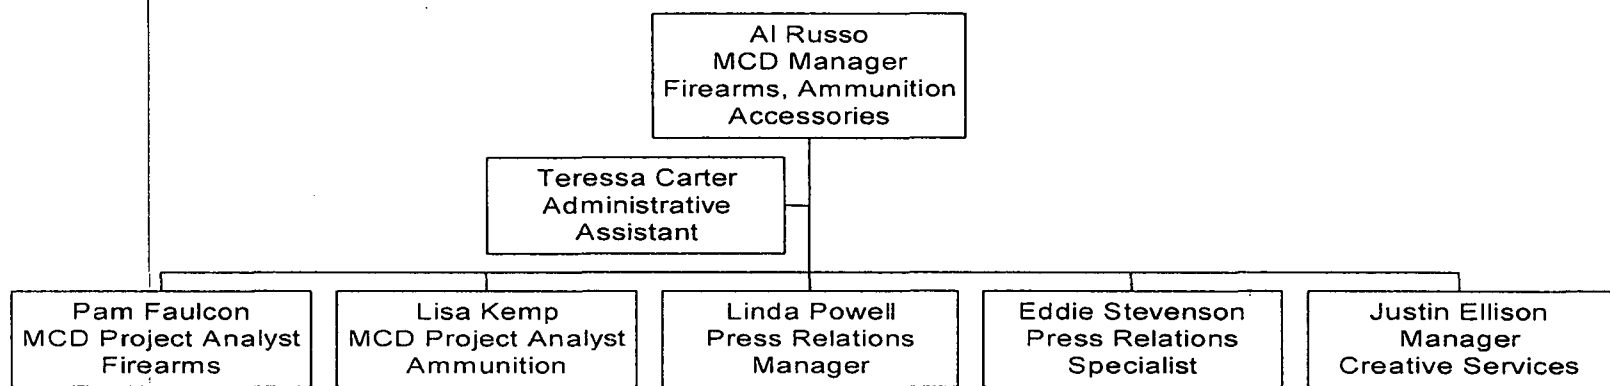 Al Russo
MCD Manager
Firearms, Ammunition
Accessories
Teressa Carter
Administrative
Assistant
Pam Faulcon
MCD Project Analyst
Firearms
Lisa Kemp
MCD Project Analyst
Ammunition
Linda Powell
Press Relations
Manager
Eddie Stevenson
Press Relations
Specialist
Justin Ellison
Manager
Creative Services